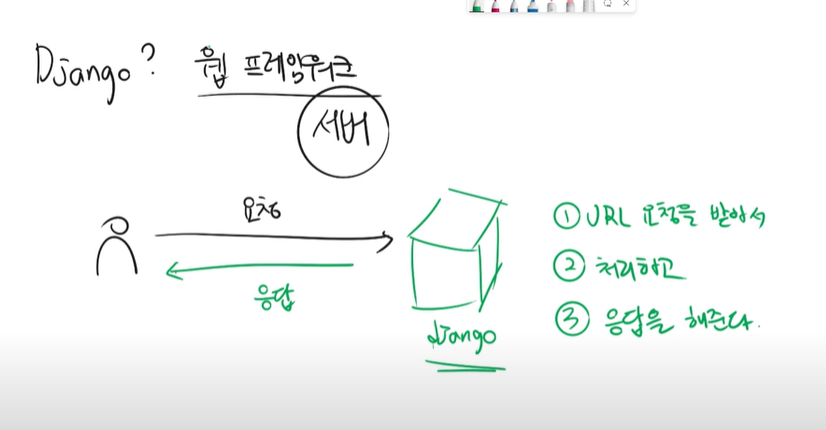 Django? 웹 프레임워크
서버
요청
응답
django
① URL 요청을 받아서
② 처리하고
③ 응답을 해준다.